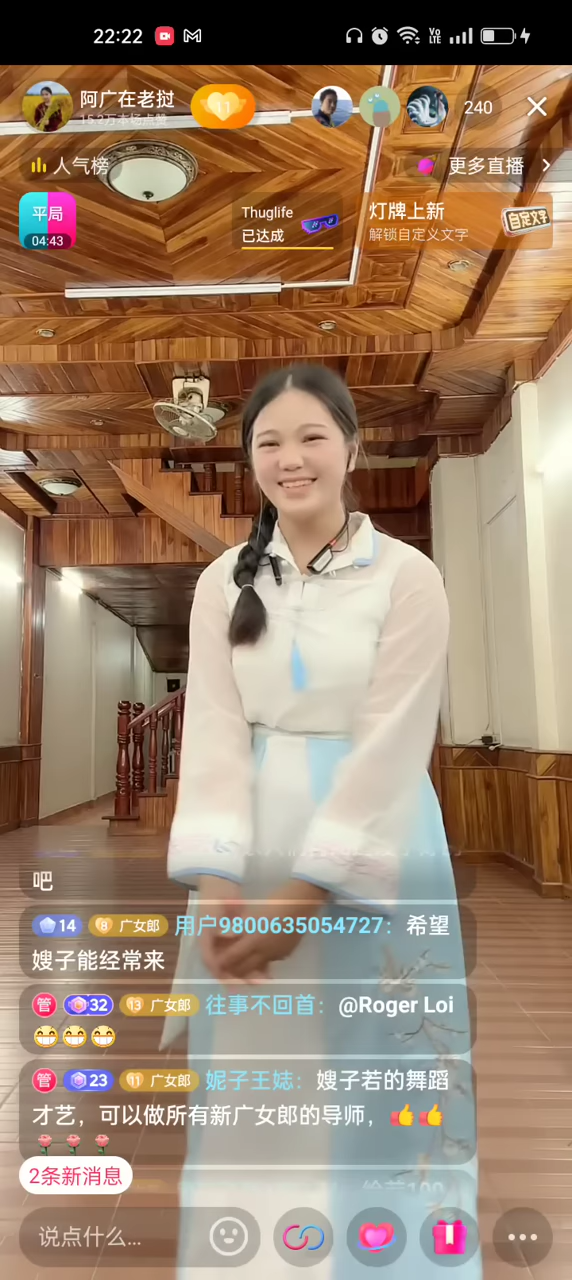 22:22
Vo
LTE
阿广在老挝
15.2万本场点赞
11
240
人气榜
更多直播
平局
04:43
Thuglife
已达成
灯牌上新
解锁自定义文字
自定义文字
吧
14 8 广女郎 用户9800635054727：希望
嫂子能经常来
管 32 13 广女郎 往事不回首：@Roger Loi
管 23 11 广女郎 妮子王婊：嫂子若的舞蹈
才艺，可以做所有新广女郎的导师，
2条新消息
说点什么...